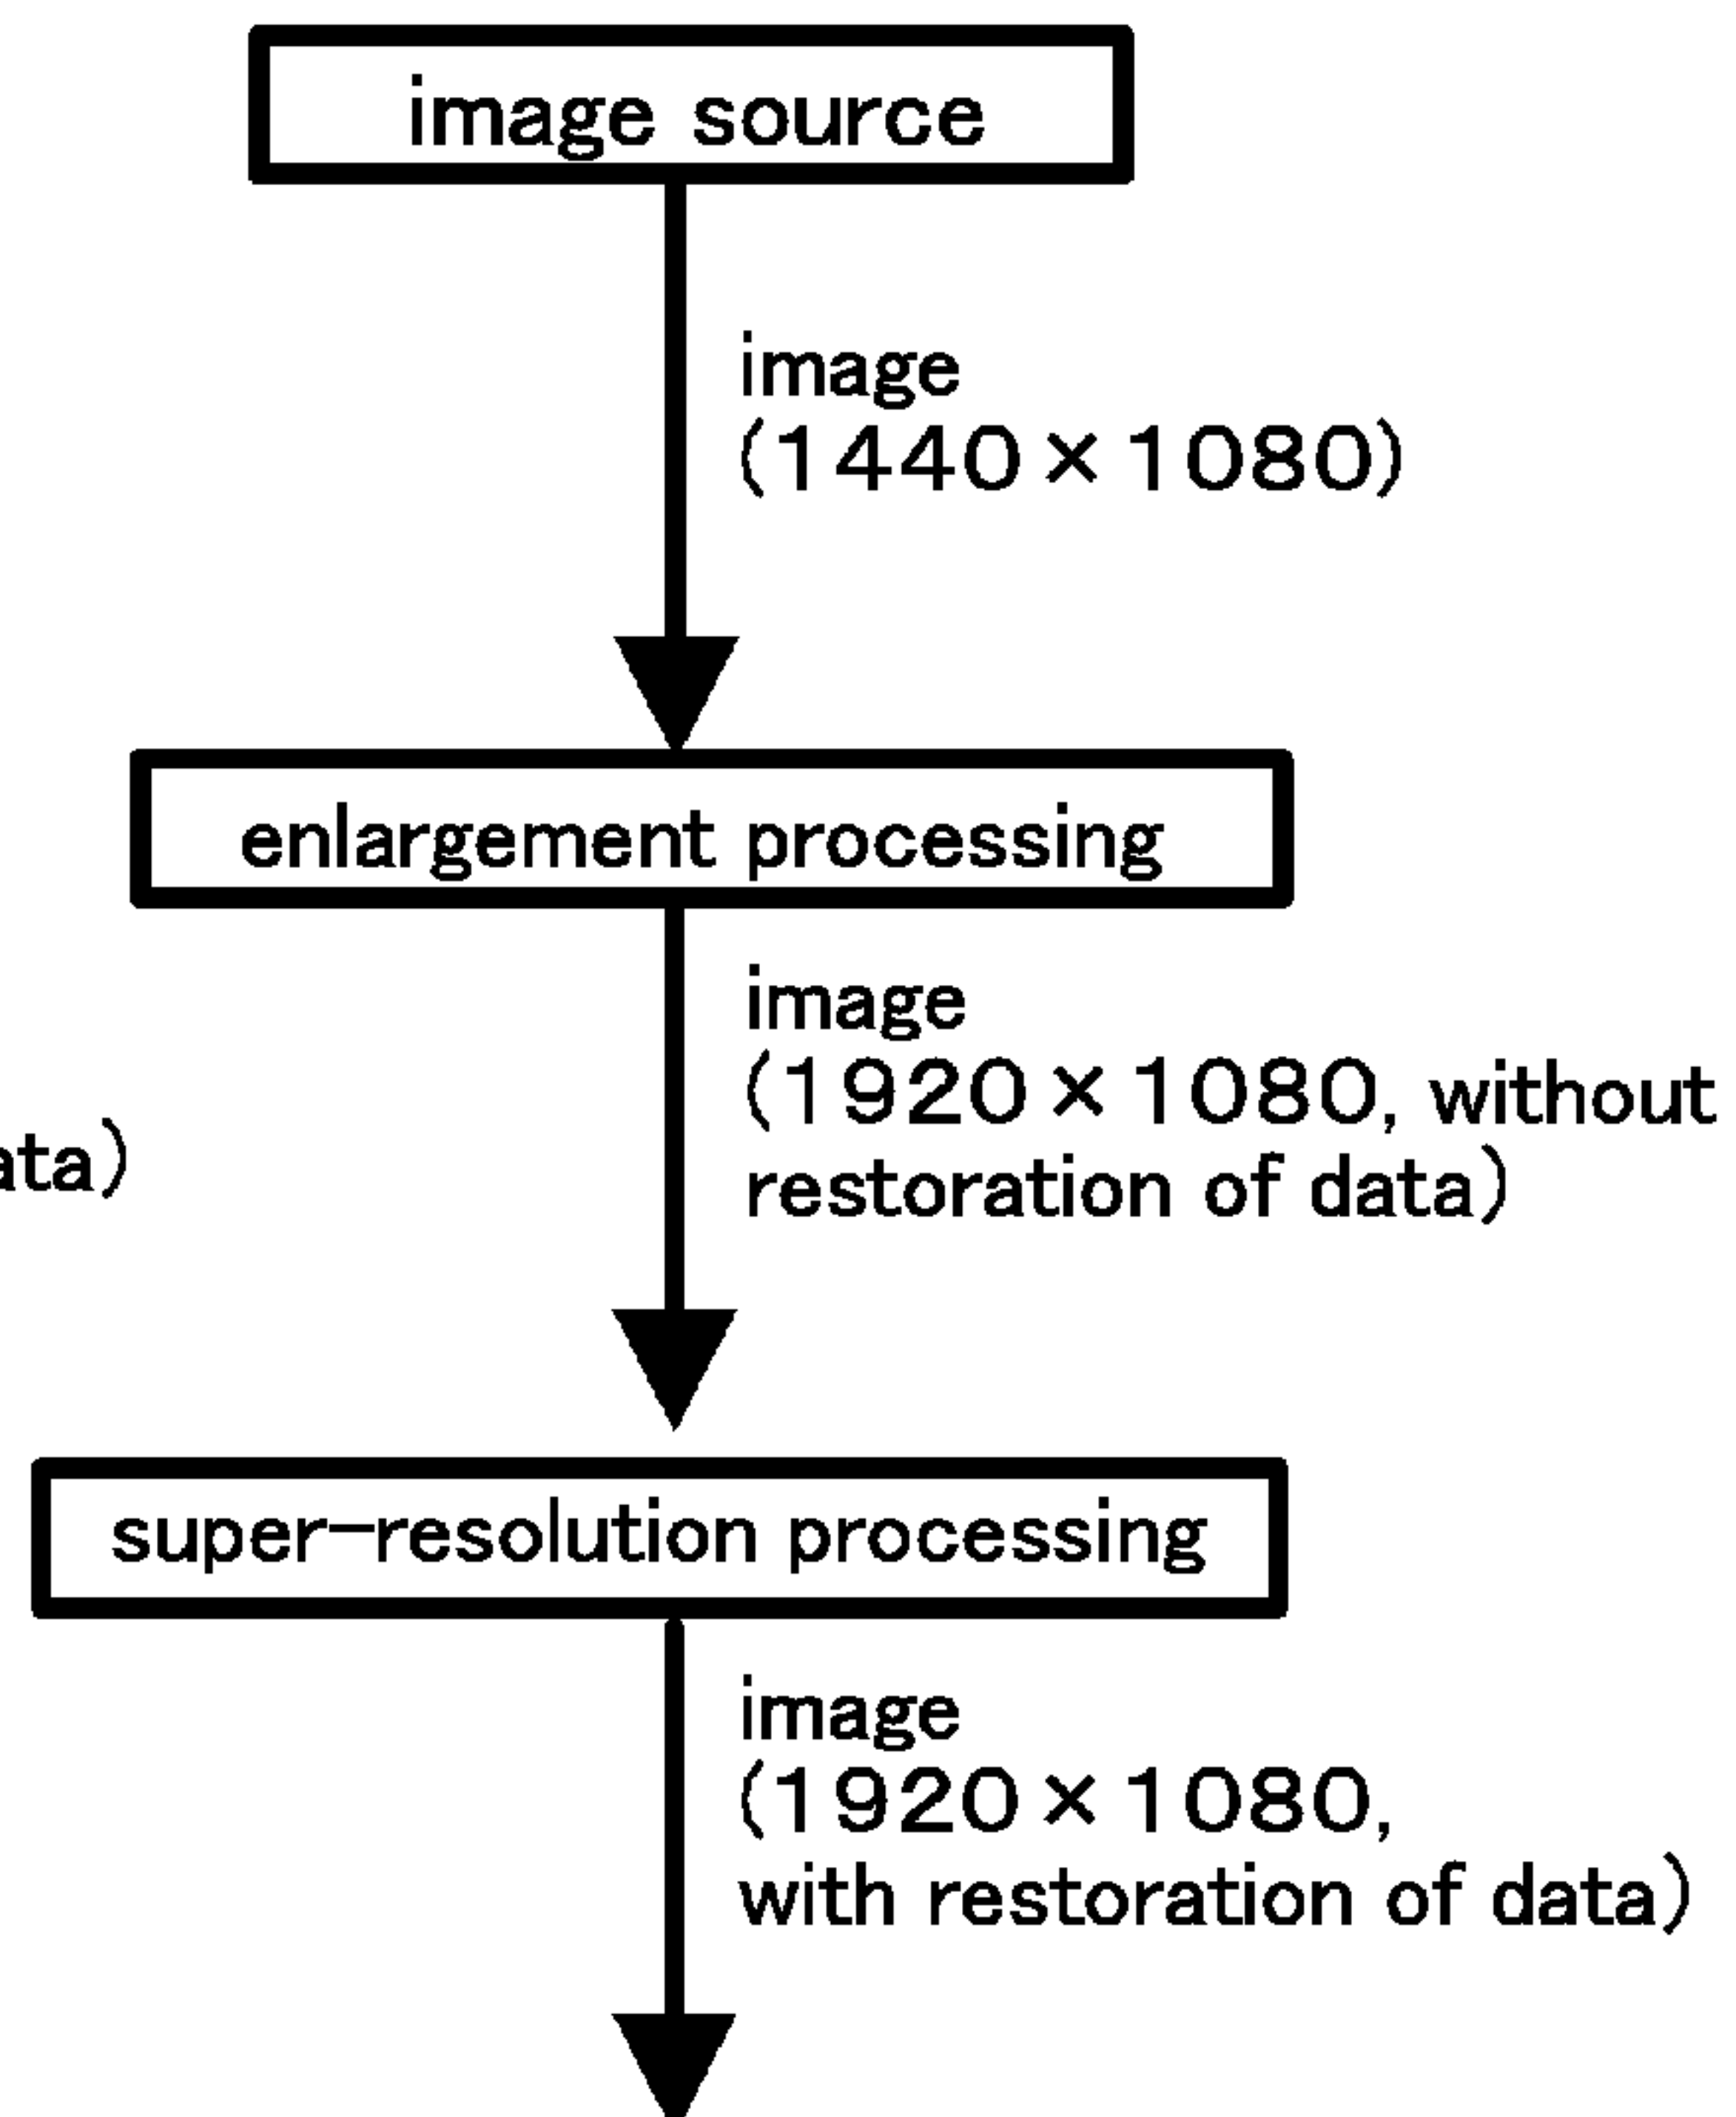 image source
image
(1440×1080)
enlargement processing
image
(1920×1080, without
restoration of data)
super-resolution processing
image
(1920×1080,
with restoration of data)